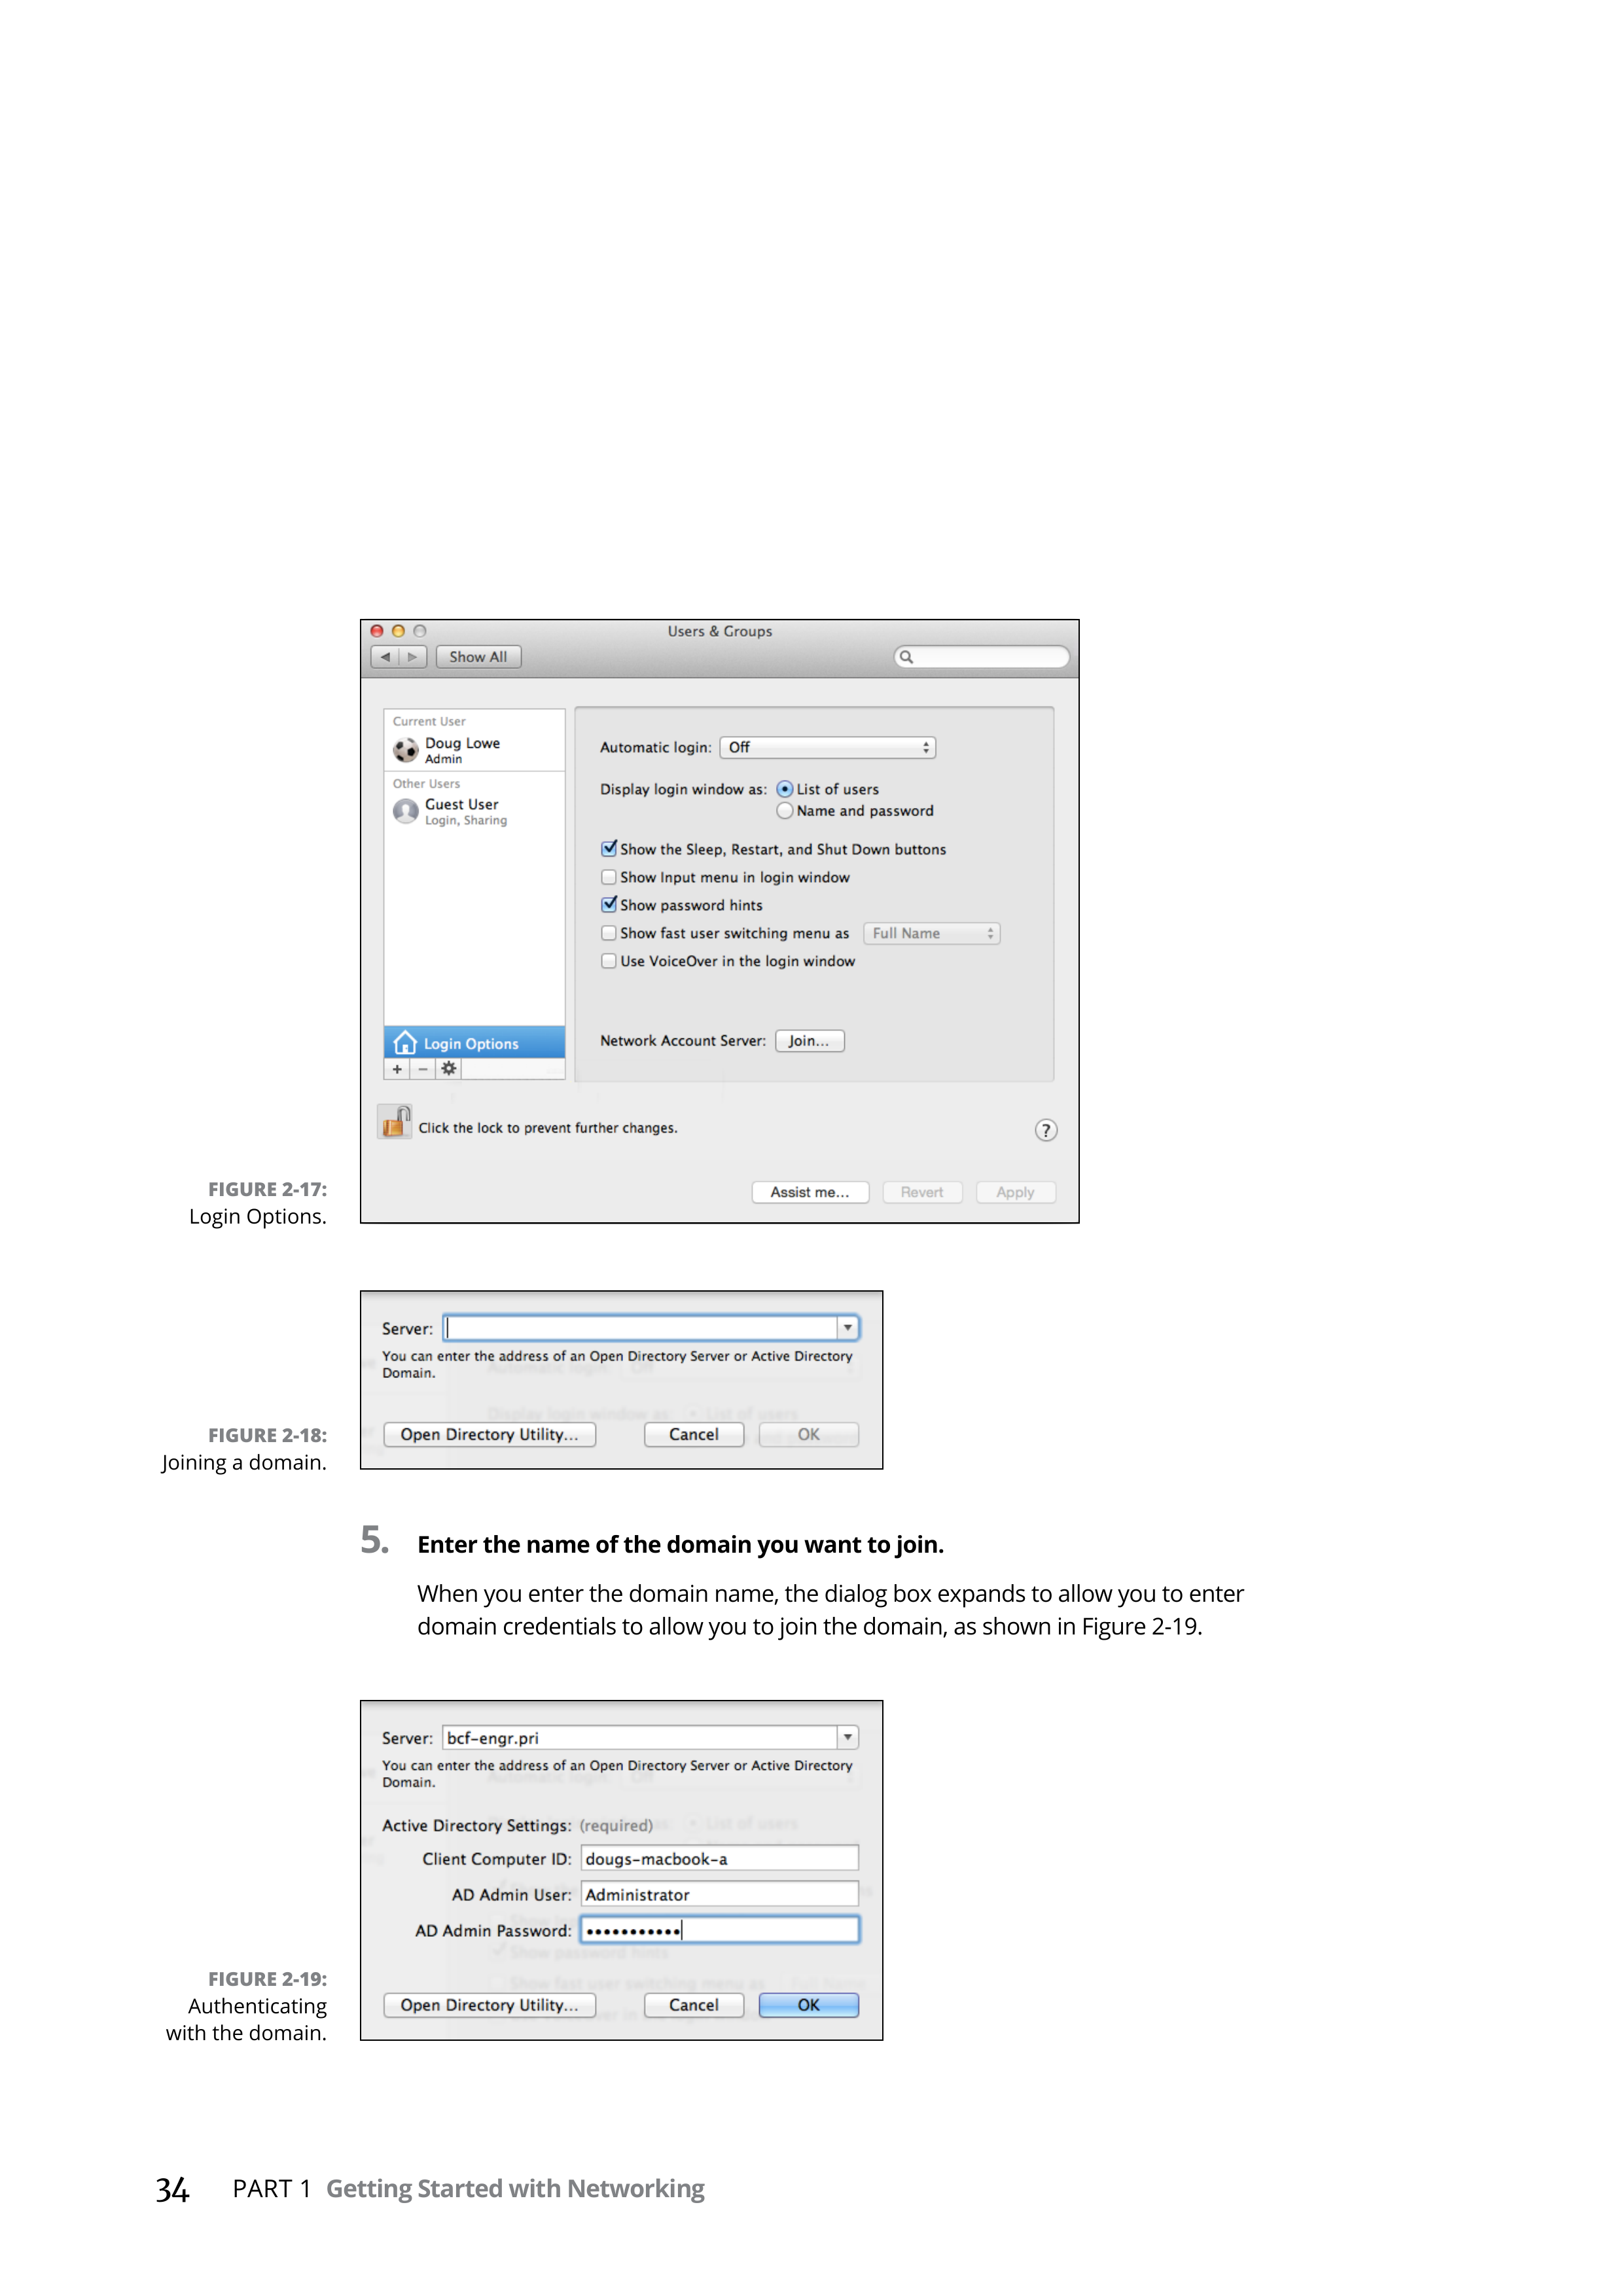 Users & Groups
Show All
Current User
Doug Lowe
Admin
Other Users
Guest User
Login, Sharing
Login Options
+ −
Automatic login: Off
Display login window as: List of users
Name and password
Show the Sleep, Restart, and Shut Down buttons
Show Input menu in login window
Show password hints
Show fast user switching menu as Full Name
Use VoiceOver in the login window
Network Account Server: Join...
Click the lock to prevent further changes.
?
Assist me... Revert Apply
FIGURE 2-17:
Login Options.
Server:
You can enter the address of an Open Directory Server or Active Directory
Domain.
Open Directory Utility... Cancel OK
FIGURE 2-18:
Joining a domain.
5. Enter the name of the domain you want to join.
When you enter the domain name, the dialog box expands to allow you to enter
domain credentials to allow you to join the domain, as shown in Figure 2-19.
Server: bcf-engr.pri
You can enter the address of an Open Directory Server or Active Directory
Domain.
Active Directory Settings: (required)
Client Computer ID: dougs-macbook-a
AD Admin User: Administrator
AD Admin Password: •••••••••••
Open Directory Utility... Cancel OK
FIGURE 2-19:
Authenticating
with the domain.
34 PART 1 Getting Started with Networking